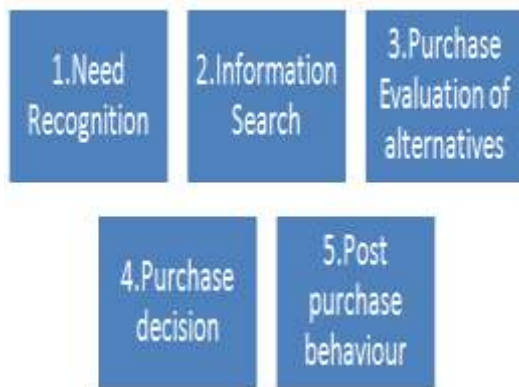 1.Need
Recognition
2.Information
Search
3.Purchase
Evaluation of
alternatives
4.Purchase
decision
5.Post
purchase
behaviour